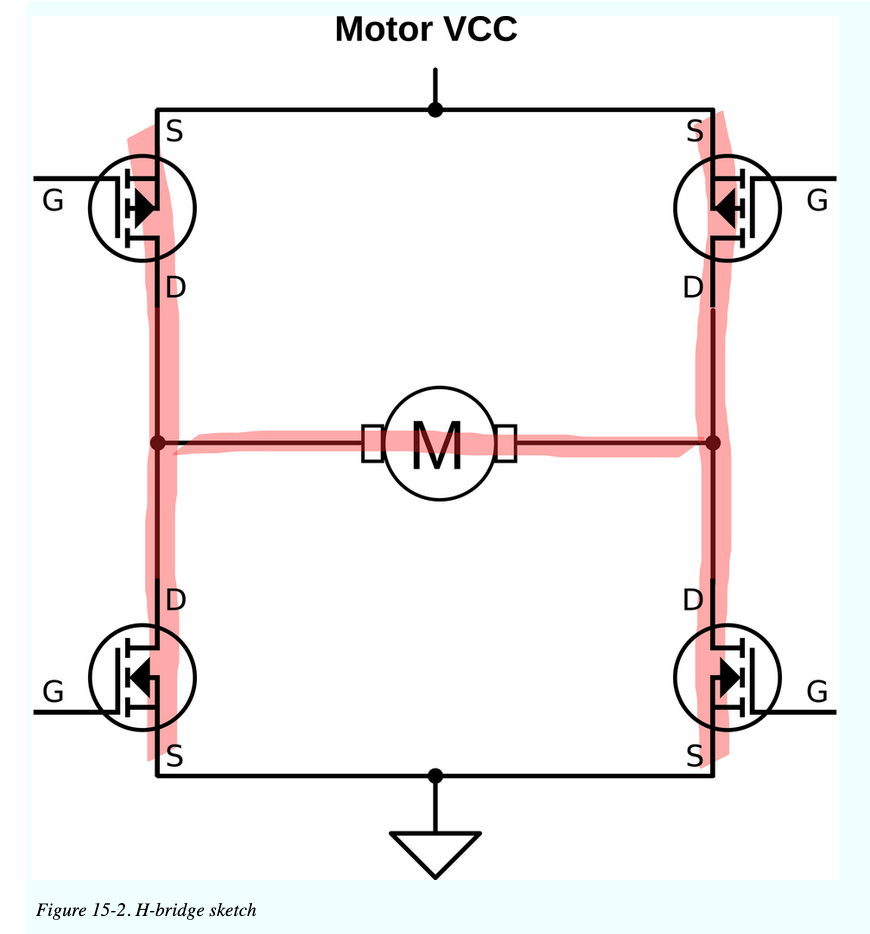 Motor VCC
S S
G G
D D
M
D D
G G
S S
Figure 15-2. H-bridge sketch